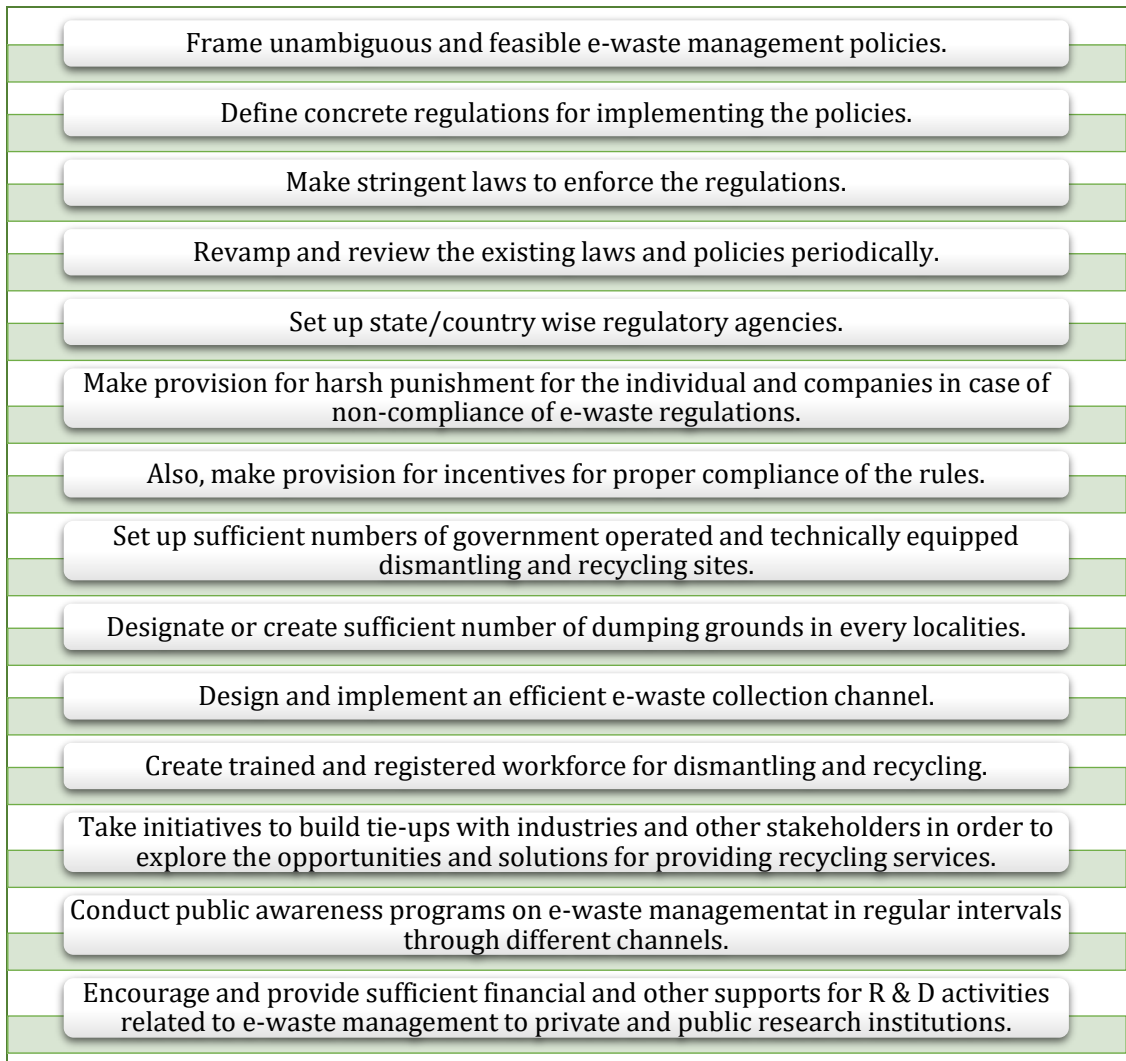 Frame unambiguous and feasible e-waste management policies.
Define concrete regulations for implementing the policies.
Make stringent laws to enforce the regulations.
Revamp and review the existing laws and policies periodically.
Set up state/country wise regulatory agencies.
Make provision for harsh punishment for the individual and companies in case of
non-compliance of e-waste regulations.
Also, make provision for incentives for proper compliance of the rules.
Set up sufficient numbers of government operated and technically equipped
dismantling and recycling sites.
Designate or create sufficient number of dumping grounds in every localities.
Design and implement an efficient e-waste collection channel.
Create trained and registered workforce for dismantling and recycling.
Take initiatives to build tie-ups with industries and other stakeholders in order to
explore the opportunities and solutions for providing recycling services.
Conduct public awareness programs on e-waste managementat in regular intervals
through different channels.
Encourage and provide sufficient financial and other supports for R & D activities
related to e-waste management to private and public research institutions.